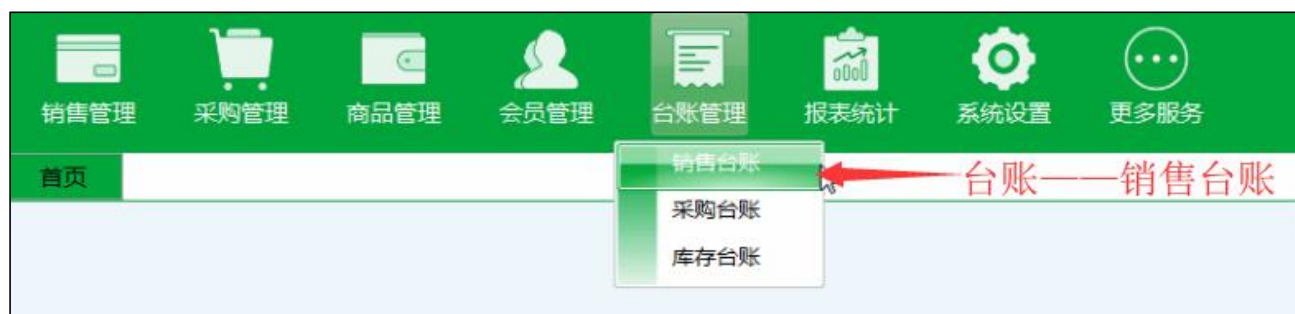 销售管理 采购管理 商品管理 会员管理 台账管理 报表统计 系统设置 更多服务
首页
销售台账
台账——销售台账
采购台账
库存台账